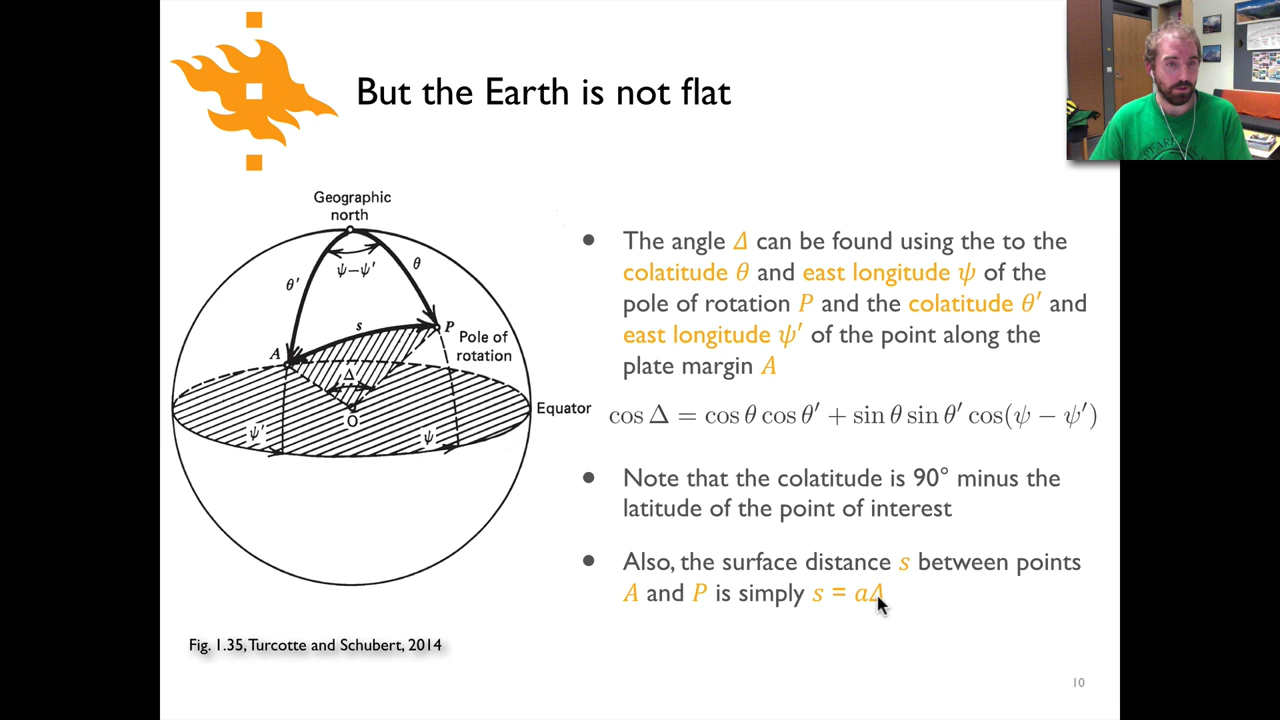 But the Earth is not flat
Geographic
north
θ'
ψ–ψ'
θ
s
P
Pole of
rotation
A
Δ
O
Equator
ψ'
ψ
Fig. 1.35, Turcotte and Schubert, 2014
• The angle Δ can be found using the to the
colatitude θ and east longitude ψ of the
pole of rotation P and the colatitude θ′ and
east longitude ψ′ of the point along the
plate margin A
cos Δ = cos θ cos θ′ + sin θ sin θ′ cos(ψ − ψ′)
• Note that the colatitude is 90° minus the
latitude of the point of interest
• Also, the surface distance s between points
A and P is simply s = aΔ
10